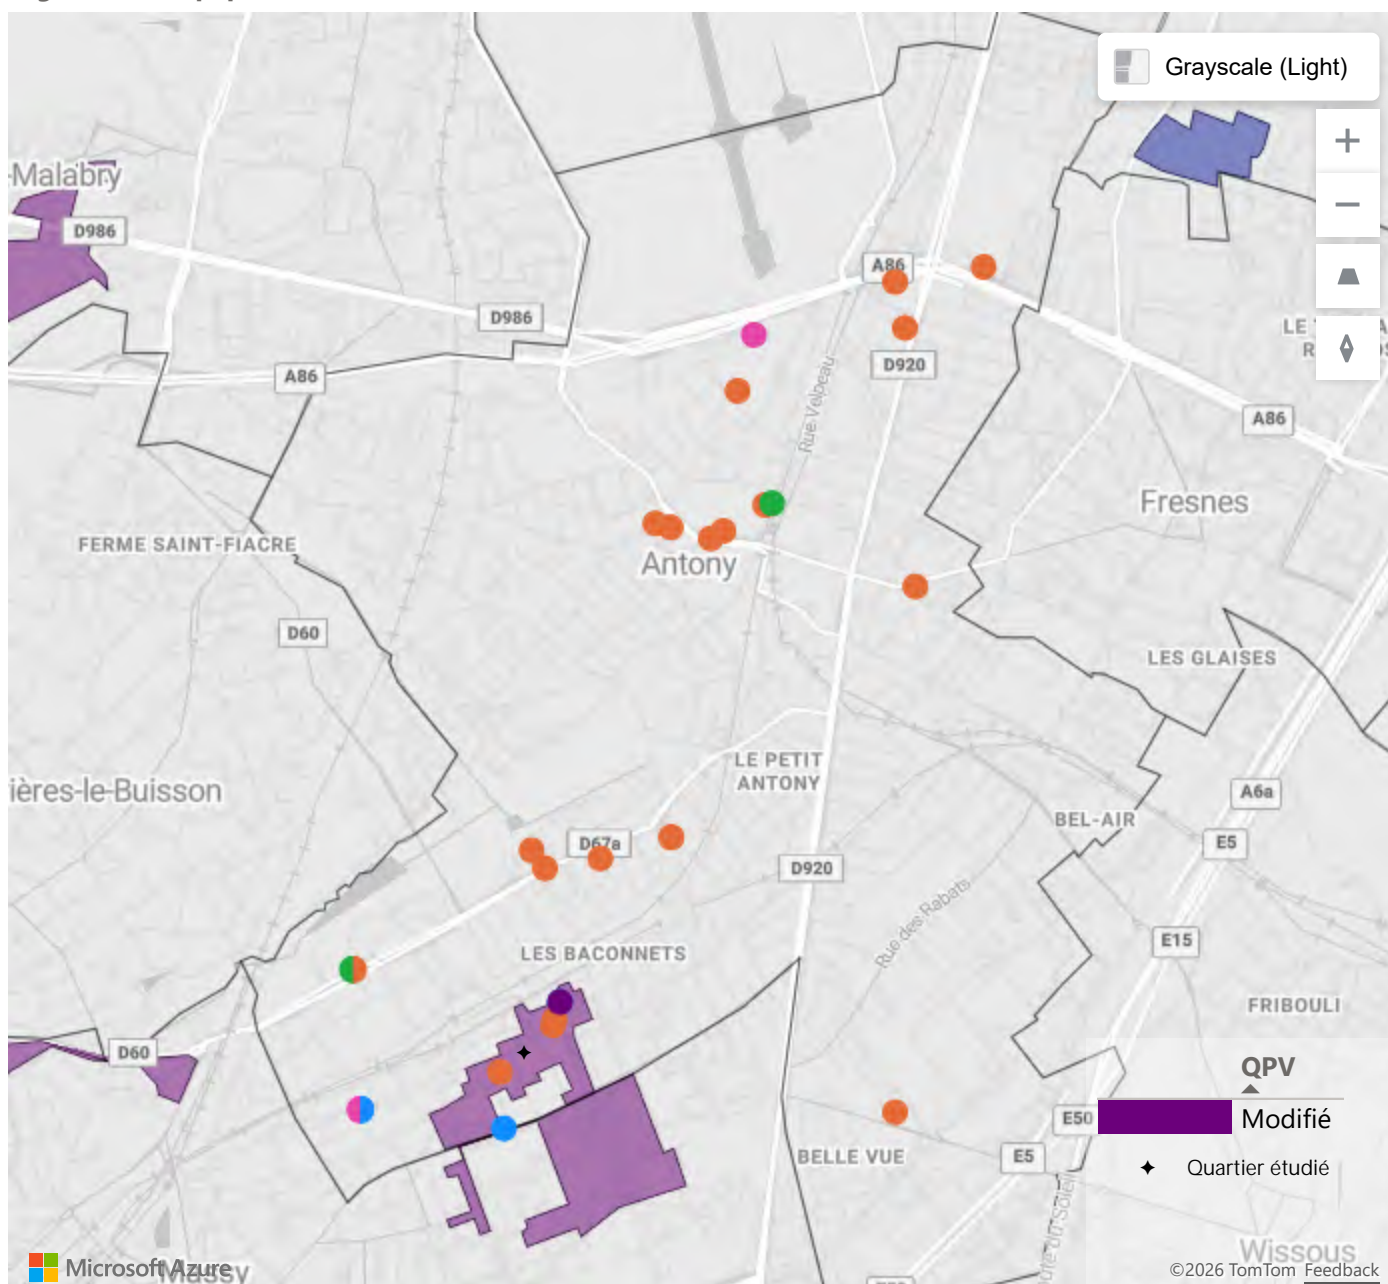 Grayscale (Light)
-Malabry
D986
A86
D986
D920
A86
A86
Rue Velpeau
Fresnes
FERME SAINT-FIACRE
Antony
D60
LES GLAISES
LE PETIT
ANTONY
ières-le-Buisson
A6a
BEL-AIR
E5
D67a
D920
Rue des Rabats
E15
LES BACONNETS
FRIBOULI
D60
QPV
Modifié
E50
BELLE VUE
E5
Quartier étudié
Wissous
Microsoft Azure
Massy
©2026 TomTom Feedback